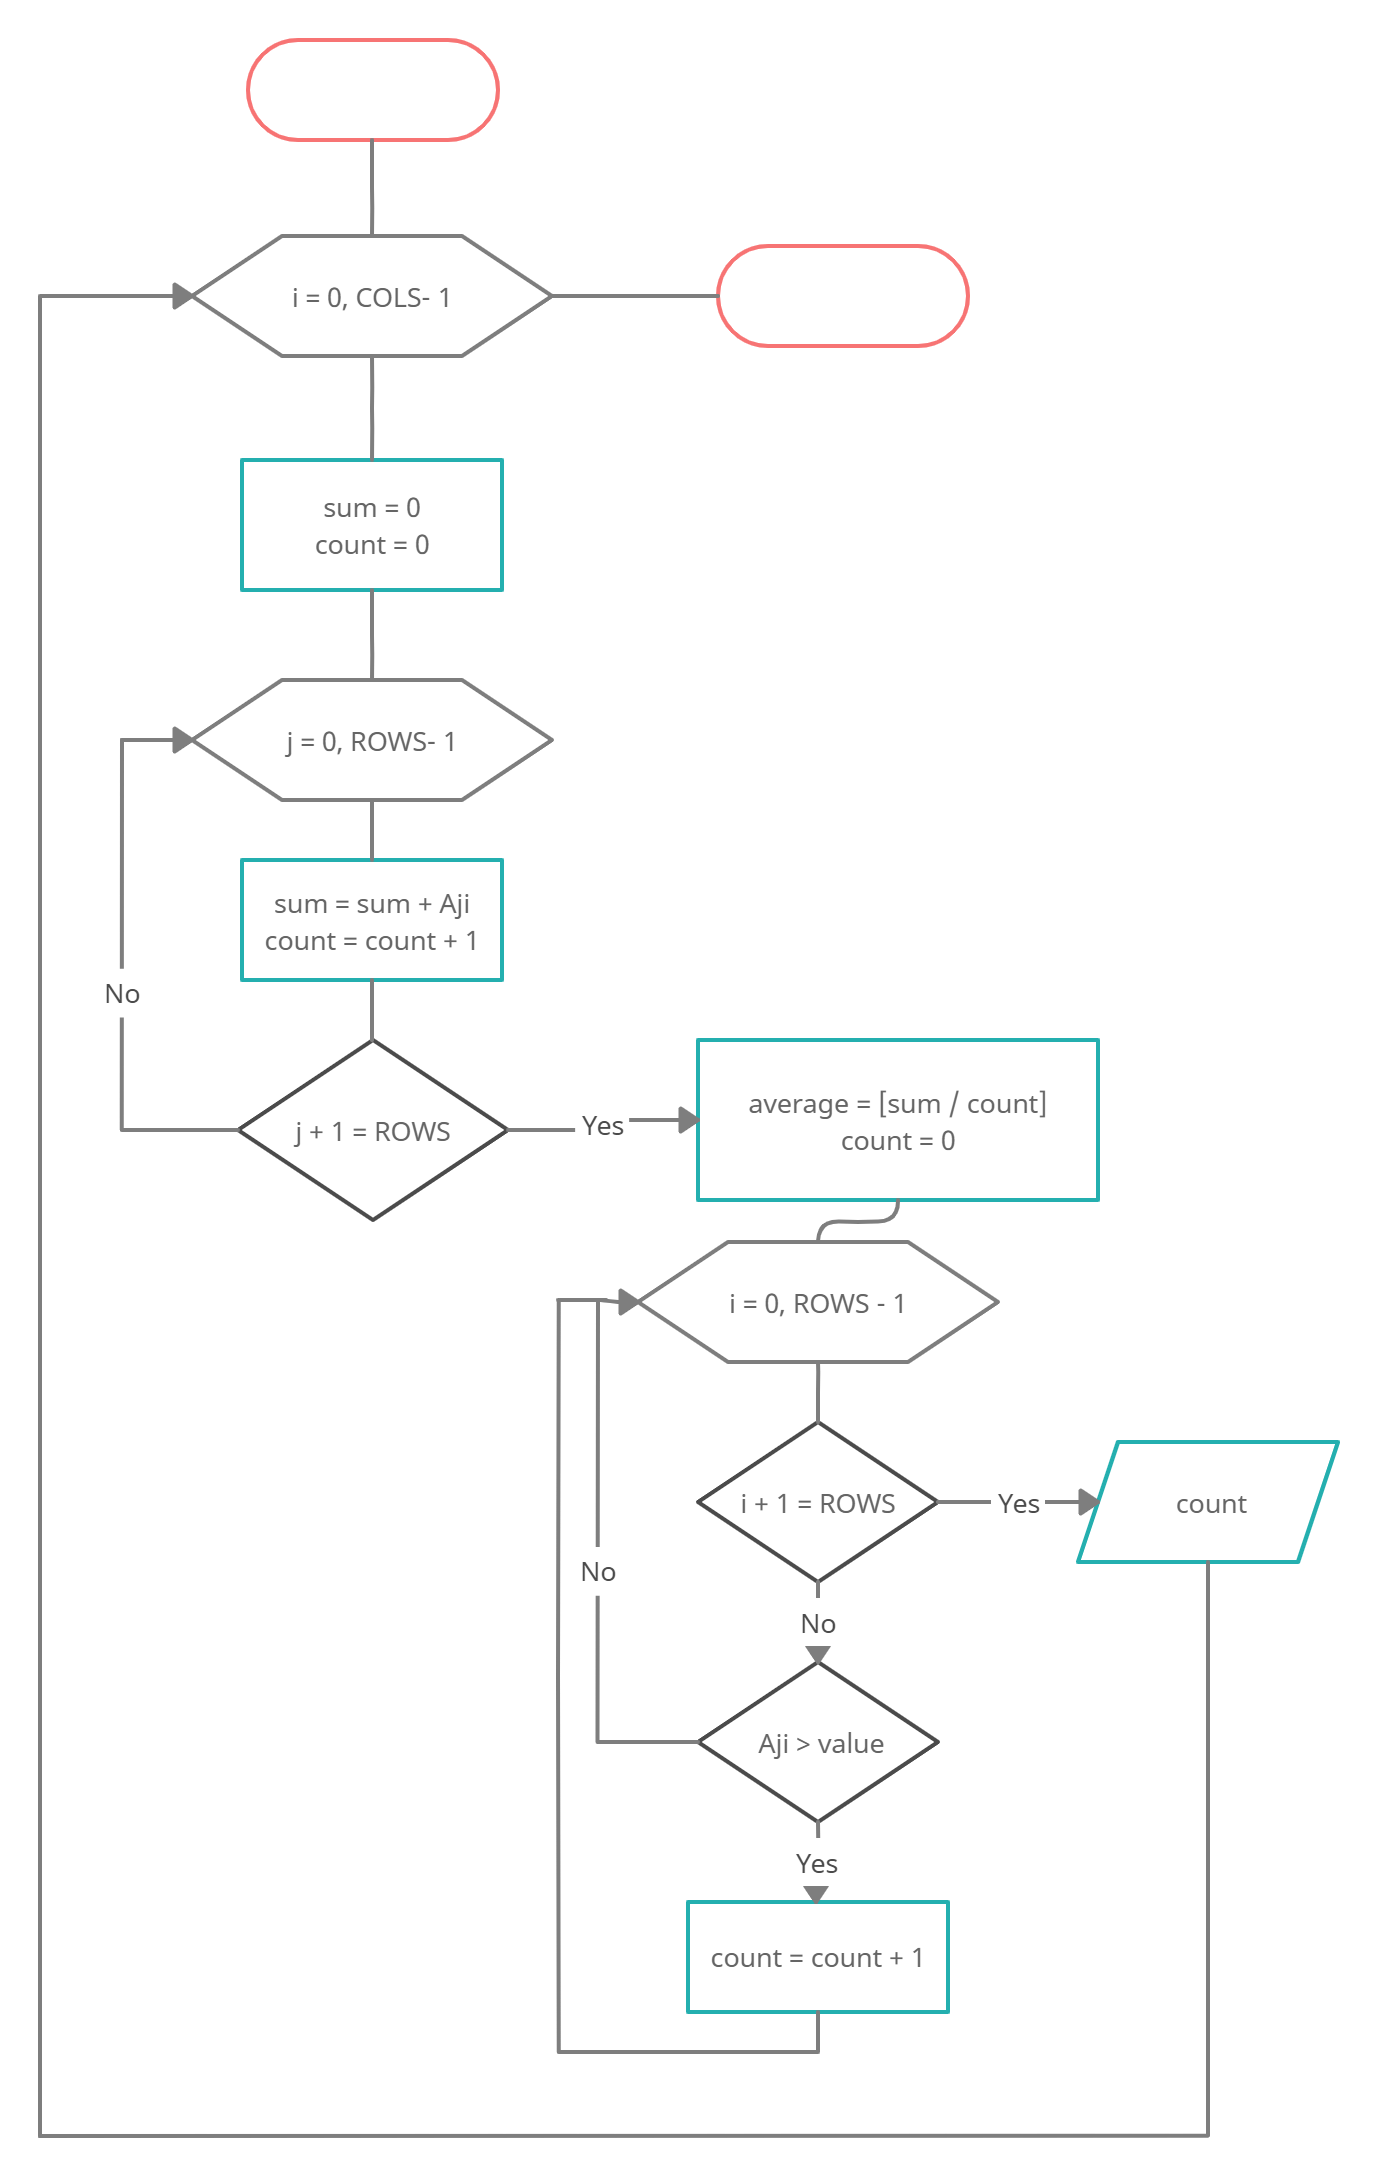 i = 0, COLS- 1
sum = 0
count = 0
j = 0, ROWS- 1
sum = sum + Aji
count = count + 1
No
j + 1 = ROWS
Yes
average = [sum / count]
count = 0
i = 0, ROWS - 1
i + 1 = ROWS
Yes
count
No
No
Aji > value
Yes
count = count + 1